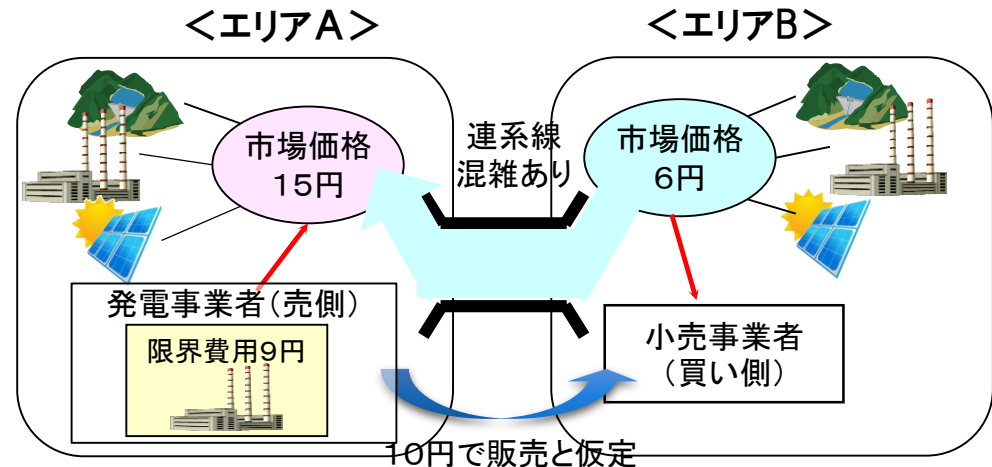 ＜エリアA＞
＜エリアB＞
市場価格
15円
連系線
混雑あり
市場価格
6円
発電事業者（売側）
限界費用9円
小売事業者
（買い側）
10円で販売と仮定